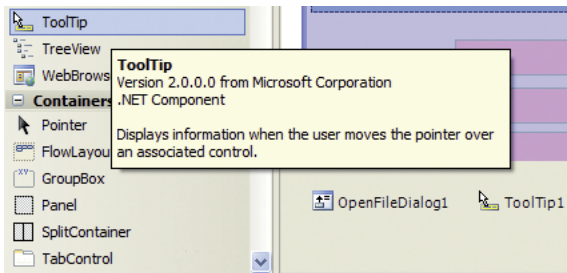 ToolTip
TreeView
WebBrows
ToolTip
Version 2.0.0.0 from Microsoft Corporation
.NET Component
Displays information when the user moves the pointer over
an associated control.
Containers
Pointer
FlowLayou
GroupBox
Panel
SplitContainer
TabControl
OpenFileDialog1
ToolTip1